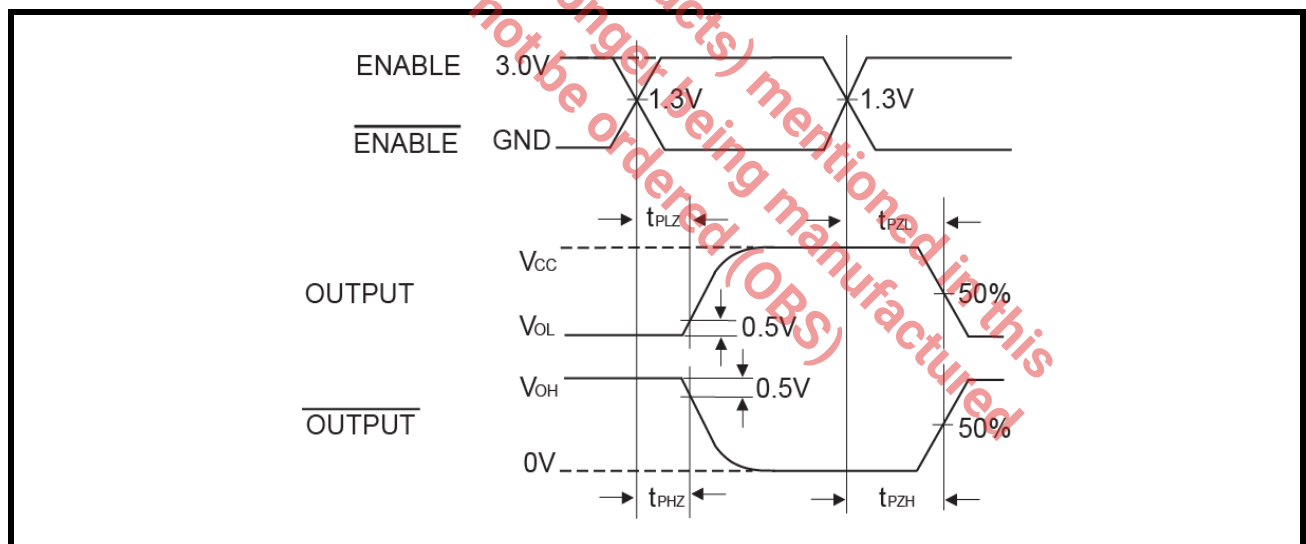 ENABLE 3.0V
1.3V 1.3V
ENABLE GND
tPLZ tPZL
VCC
OUTPUT
50%
VOL 0.5V
VOH 0.5V
OUTPUT
50%
0V
tPHZ tPZH
mentioned in this
longer being manufactured
not be ordered (OBS)